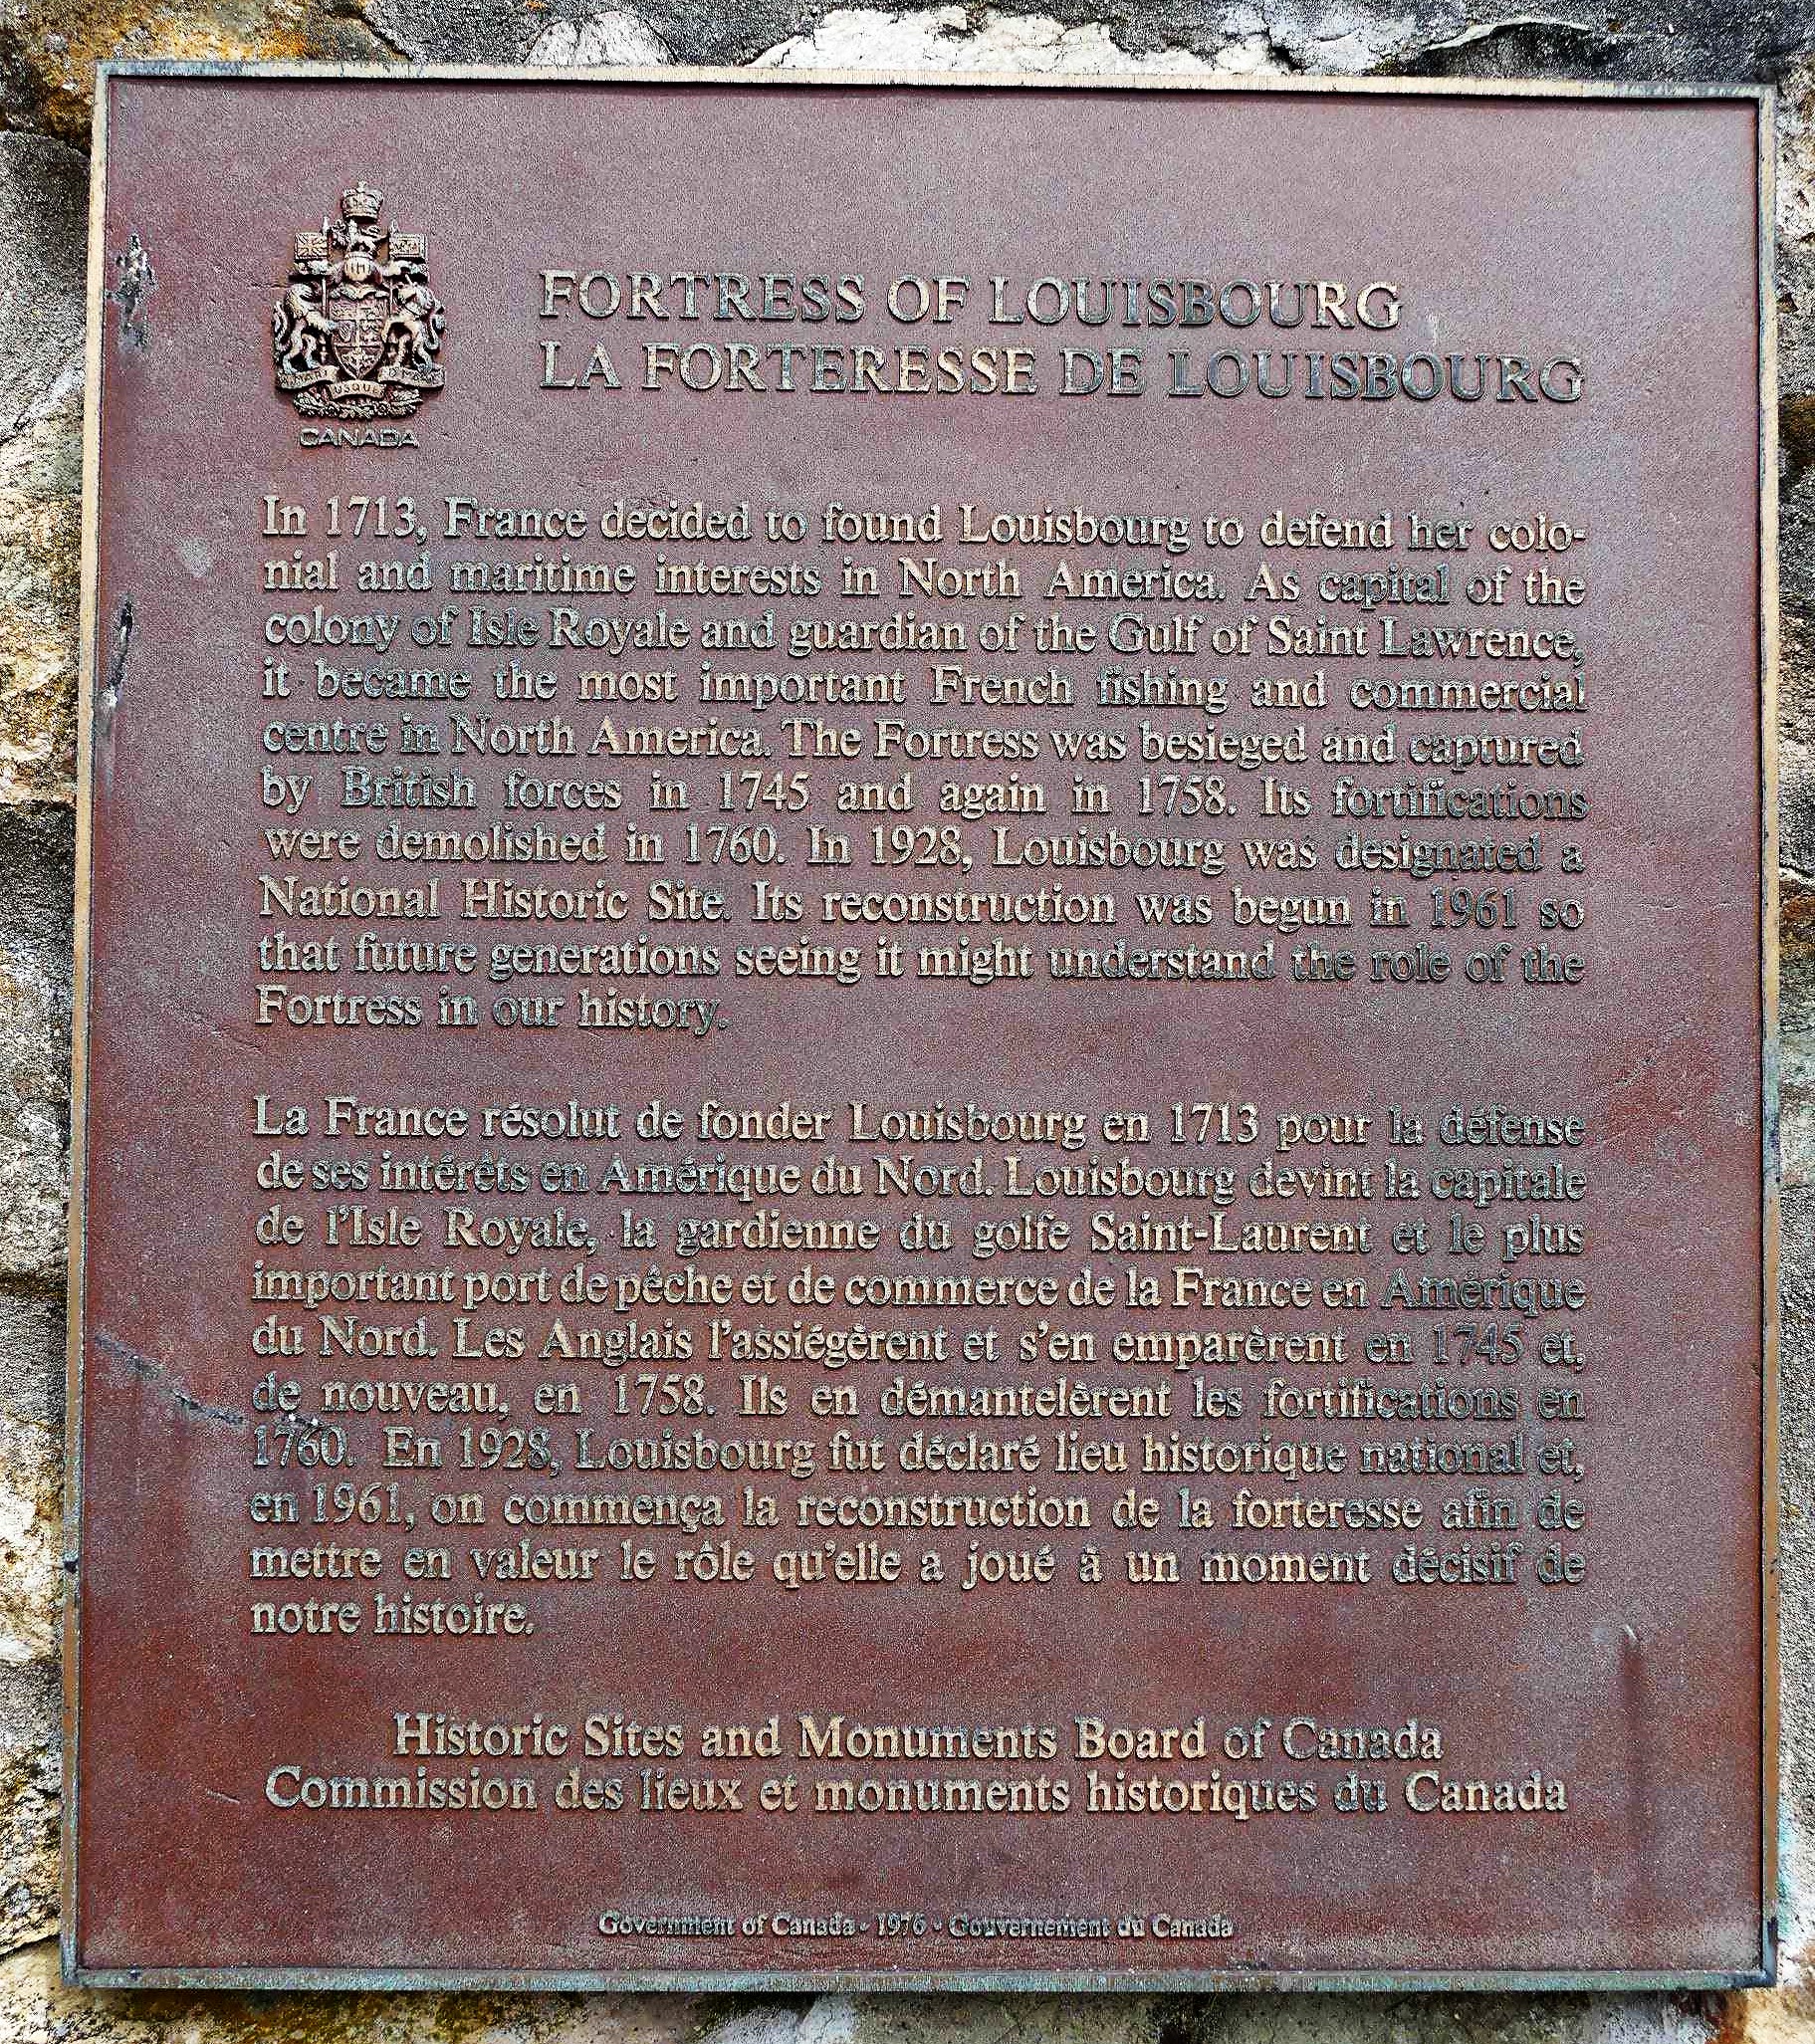 USQUE
CANADA
FORTRESS OF LOUISBOURG
LA FORTERESSE DE LOUISBOURG
In 1713, France decided to found Louisbourg to defend her colo-
nial and maritime interests in North America. As capital of the
colony of Isle Royale and guardian of the Gulf of Saint Lawrence,
it became the most important French fishing and commercial
centre in North America. The Fortress was besieged and captured
by British forces in 1745 and again in 1758. Its fortifications
were demolished in 1760. In 1928, Louisbourg was designated a
National Historic Site. Its reconstruction was begun in 1961 so
that future generations seeing it might understand the role of the
Fortress in our history.
La France résolut de fonder Louisbourg en 1713 pour la défense
de ses intérêts en Amérique du Nord. Louisbourg devint la capitale
de l'Isle Royale, la gardienne du golfe Saint-Laurent et le plus
important port de pêche et de commerce de la France en Amérique
du Nord. Les Anglais l'assiégèrent et s'en emparèrent en 1745 et,
de nouveau, en 1758. Ils en démantelèrent les fortifications en
1760. En 1928, Louisbourg fut déclaré lieu historique national et,
en 1961, on commença la reconstruction de la forteresse afin de
mettre en valeur le rôle qu'elle a joué à un moment décisif de
notre histoire.
Historic Sites and Monuments Board of Canada
Commission des lieux et monuments historiques du Canada
Government of Canada - 1976 - Gouvernement du Canada